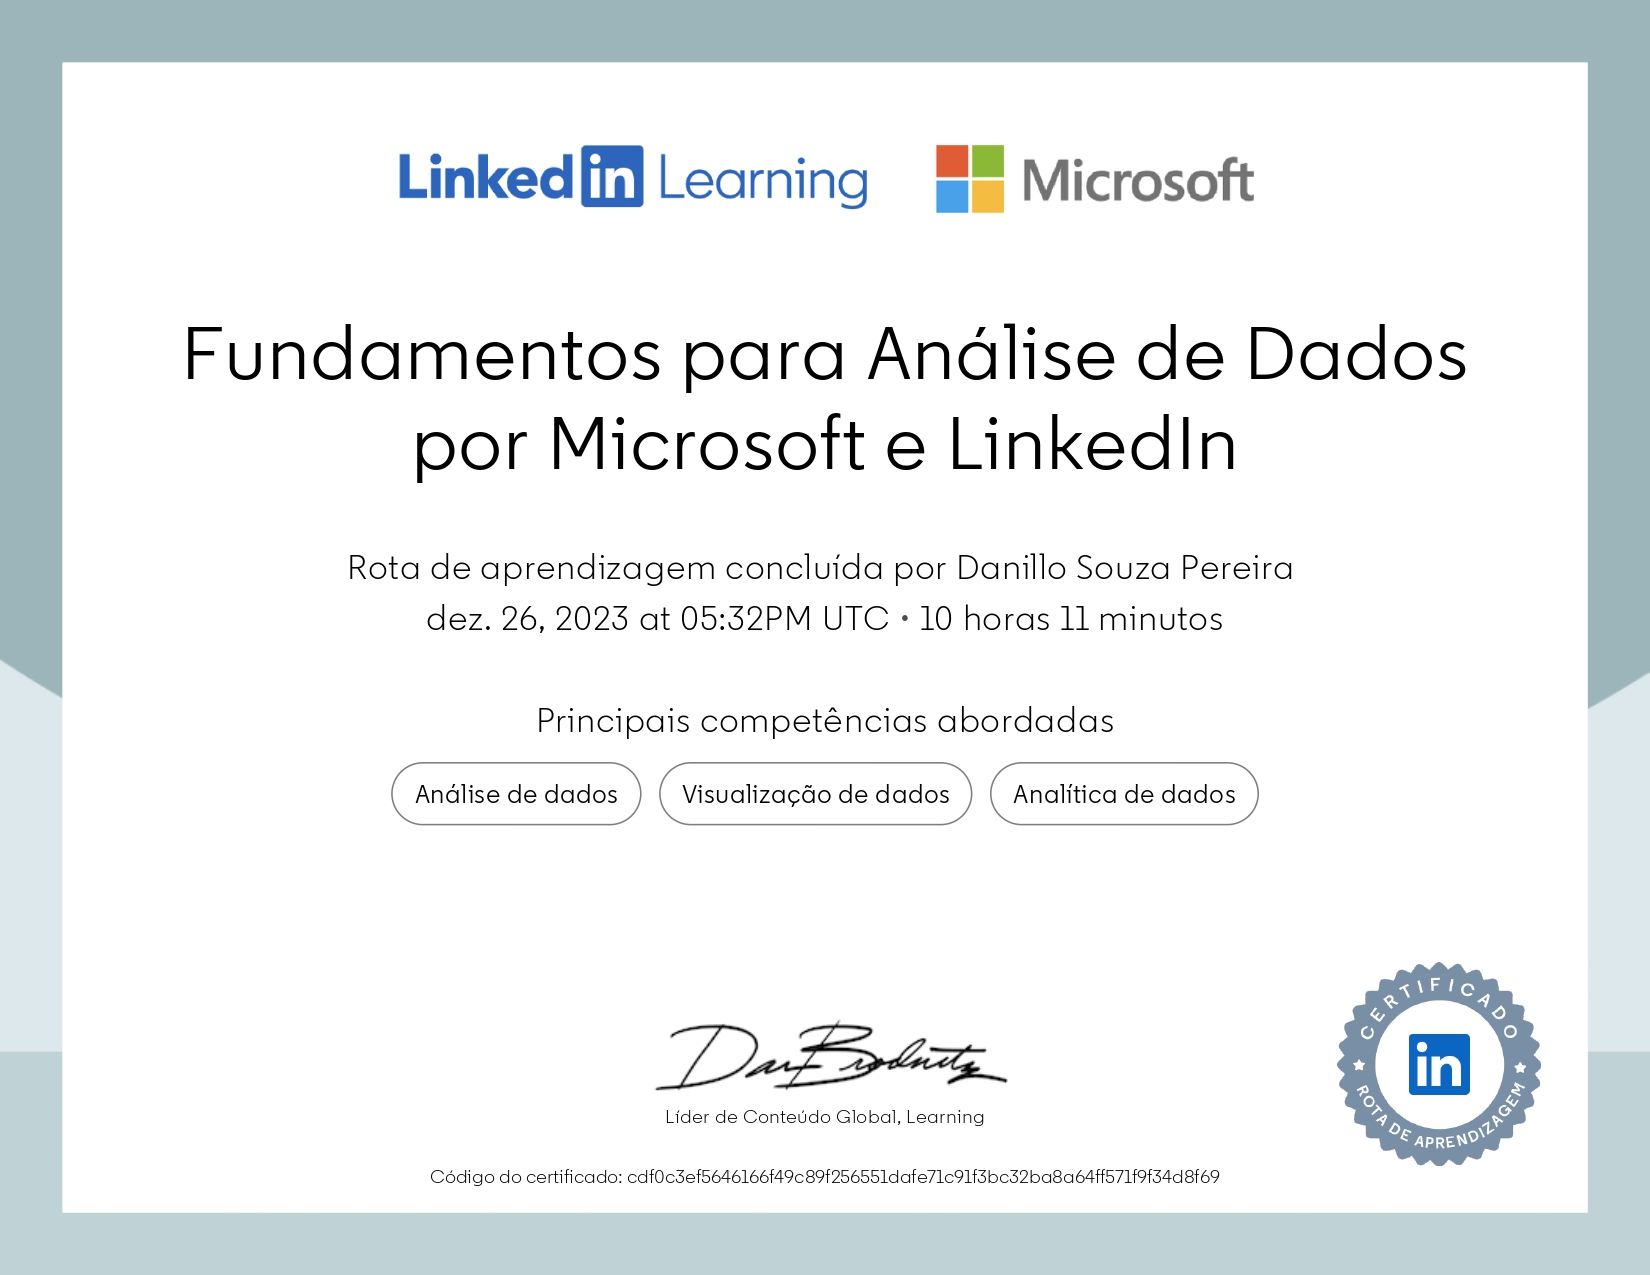 LinkedIn Learning Microsoft
Fundamentos para Análise de Dados
por Microsoft e LinkedIn
Rota de aprendizagem concluída por Danillo Souza Pereira
dez. 26, 2023 at 05:32PM UTC • 10 horas 11 minutos
Principais competências abordadas
Análise de dados Visualização de dados Analítica de dados
Dan Brodnitz
Líder de Conteúdo Global, Learning
Código do certificado: cdf0c3ef5646166f49c89f256551dafe71c91f3bc32ba8a64ff571f9f34d8f69
CERTIFICADO
in
ROTA DE APRENDIZAGEM